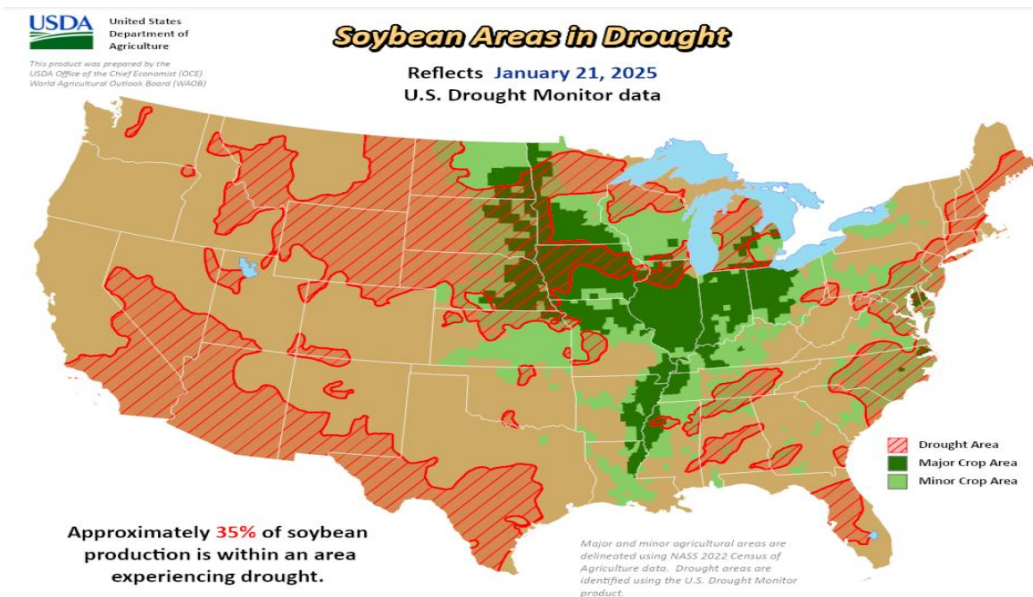 USDA
United States
Department of
Agriculture
This product was prepared by the
USDA Office of the Chief Economist (OCE)
World Agricultural Outlook Board (WAOB)
Soybean Areas in Drought
Reflects January 21, 2025
U.S. Drought Monitor data
Drought Area
Major Crop Area
Minor Crop Area
Approximately 35% of soybean
production is within an area
experiencing drought.
Major and minor agricultural areas are
delineated using NASS 2022 Census of
Agriculture data. Drought areas are
identified using the U.S. Drought Monitor
product.